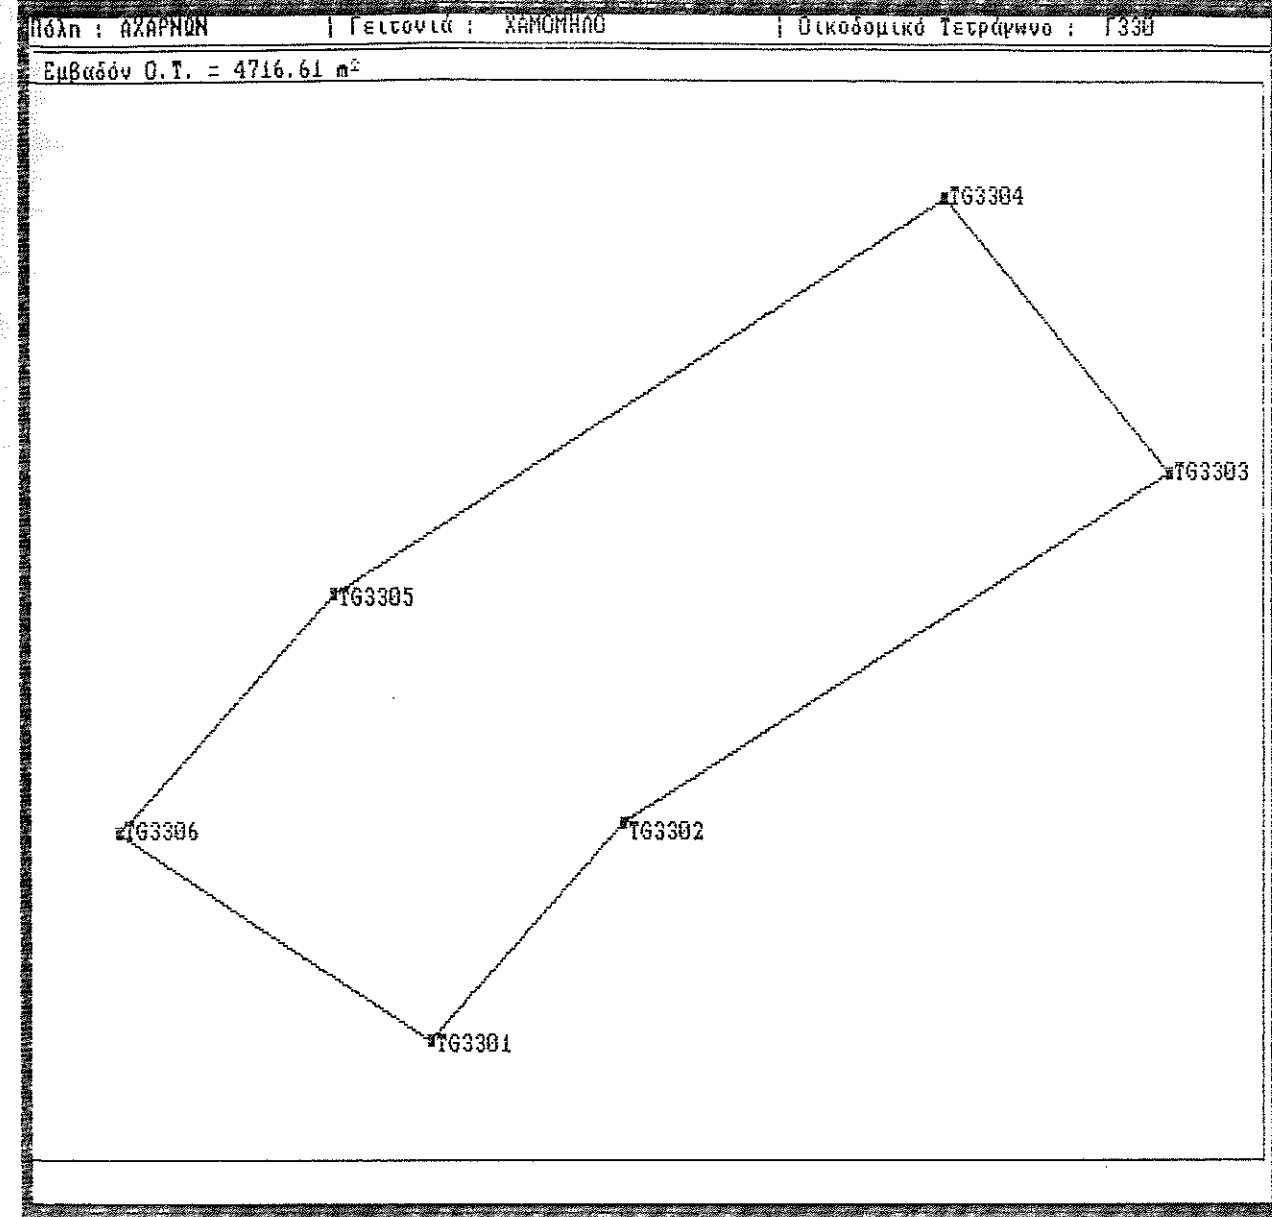 Πόλη : ΑΧΑΡΝΩΝ | Γειτονιά : ΧΑΜΟΜΗΛΟ | Οικοδομικό Τετράγωνο : Γ330
Εμβαδόν Ο.Τ. = 4716.61 m²
TG3304
TG3303
TG3305
TG3306
TG3302
TG3301